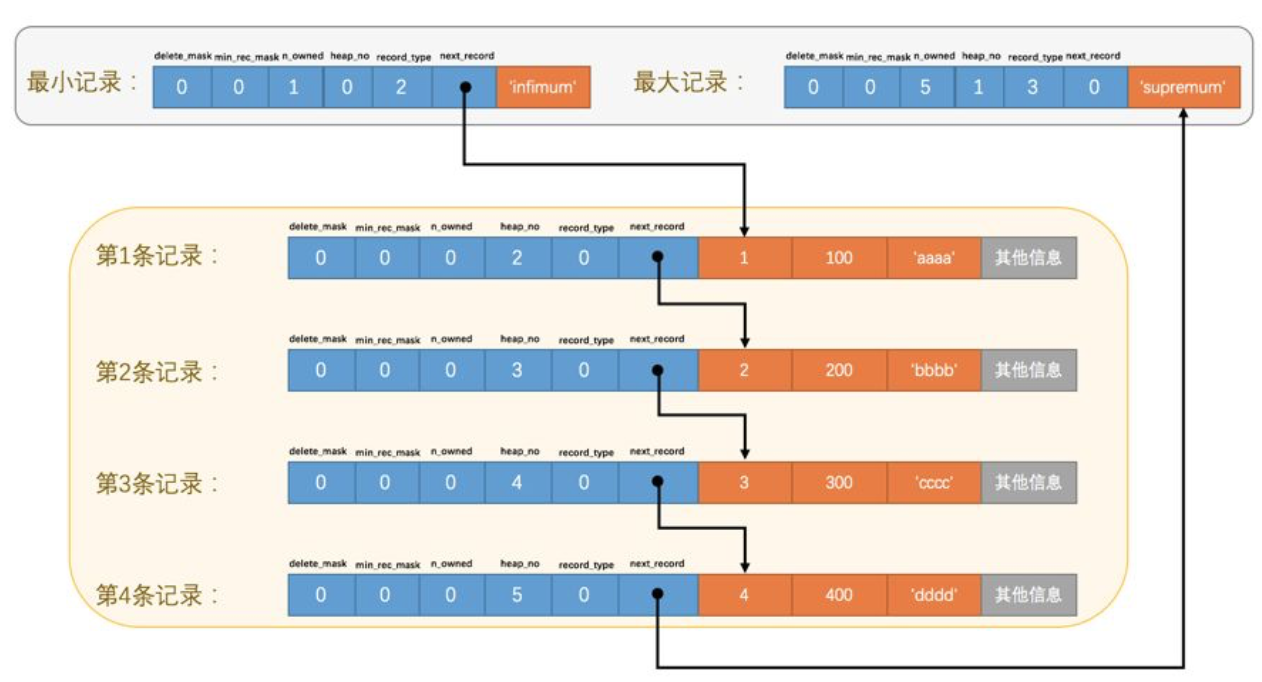 delete_mask min_rec_mask n_owned heap_no record_type next_record delete_mask min_rec_mask n_owned heap_no record_type next_record
最小记录： 0 0 1 0 2 'infimum' 最大记录： 0 0 5 1 3 0 'supremum'
delete_mask min_rec_mask n_owned heap_no record_type next_record
第1条记录： 0 0 0 2 0 1 100 'aaaa' 其他信息
delete_mask min_rec_mask n_owned heap_no record_type next_record
第2条记录： 0 0 0 3 0 2 200 'bbbb' 其他信息
delete_mask min_rec_mask n_owned heap_no record_type next_record
第3条记录： 0 0 0 4 0 3 300 'cccc' 其他信息
delete_mask min_rec_mask n_owned heap_no record_type next_record
第4条记录： 0 0 0 5 0 4 400 'dddd' 其他信息